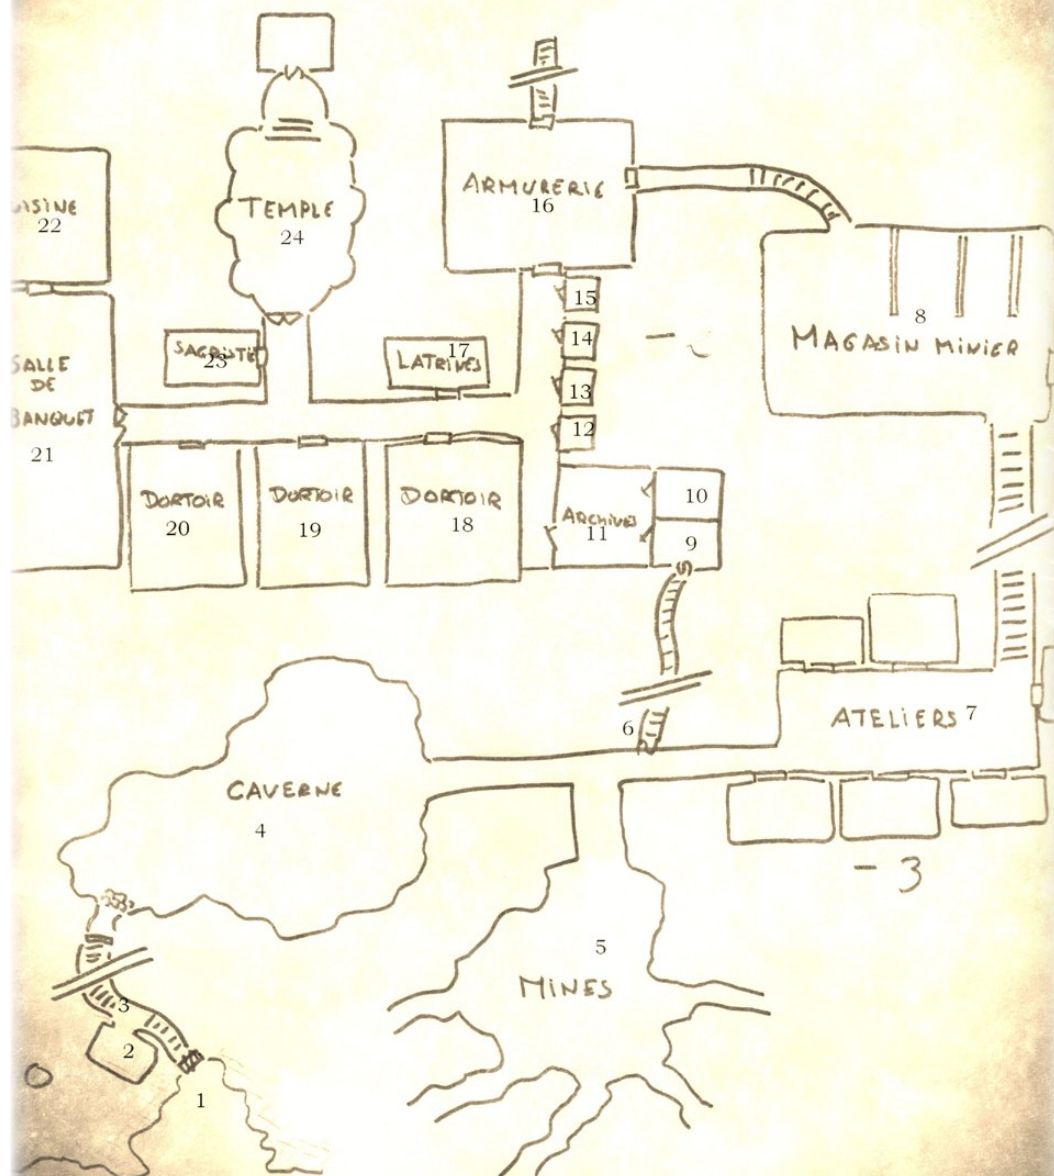 ARMURERIE
16
TEMPLE
24
UISINE
22
15
14
13
12
- 2
8
MAGASIN MINIER
SACRISTIE
23
17
LATRINES
SALLE
DE
BANQUET
21
DORTOIR
20
DORTOIR
19
DORTOIR
18
ARCHIVES
11
10
9
6
ATELIERS 7
CAVERNE
4
- 3
5
MINES
3
2
1